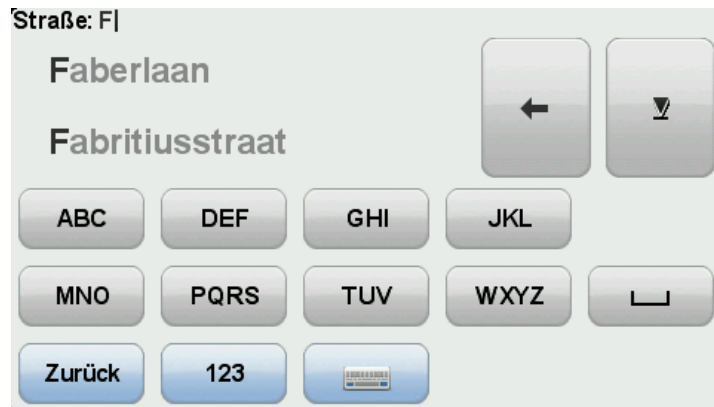 Straße: F
Faberlaan
Fabritiusstraat
ABC DEF GHI JKL
MNO PQRS TUV WXYZ
Zurück 123